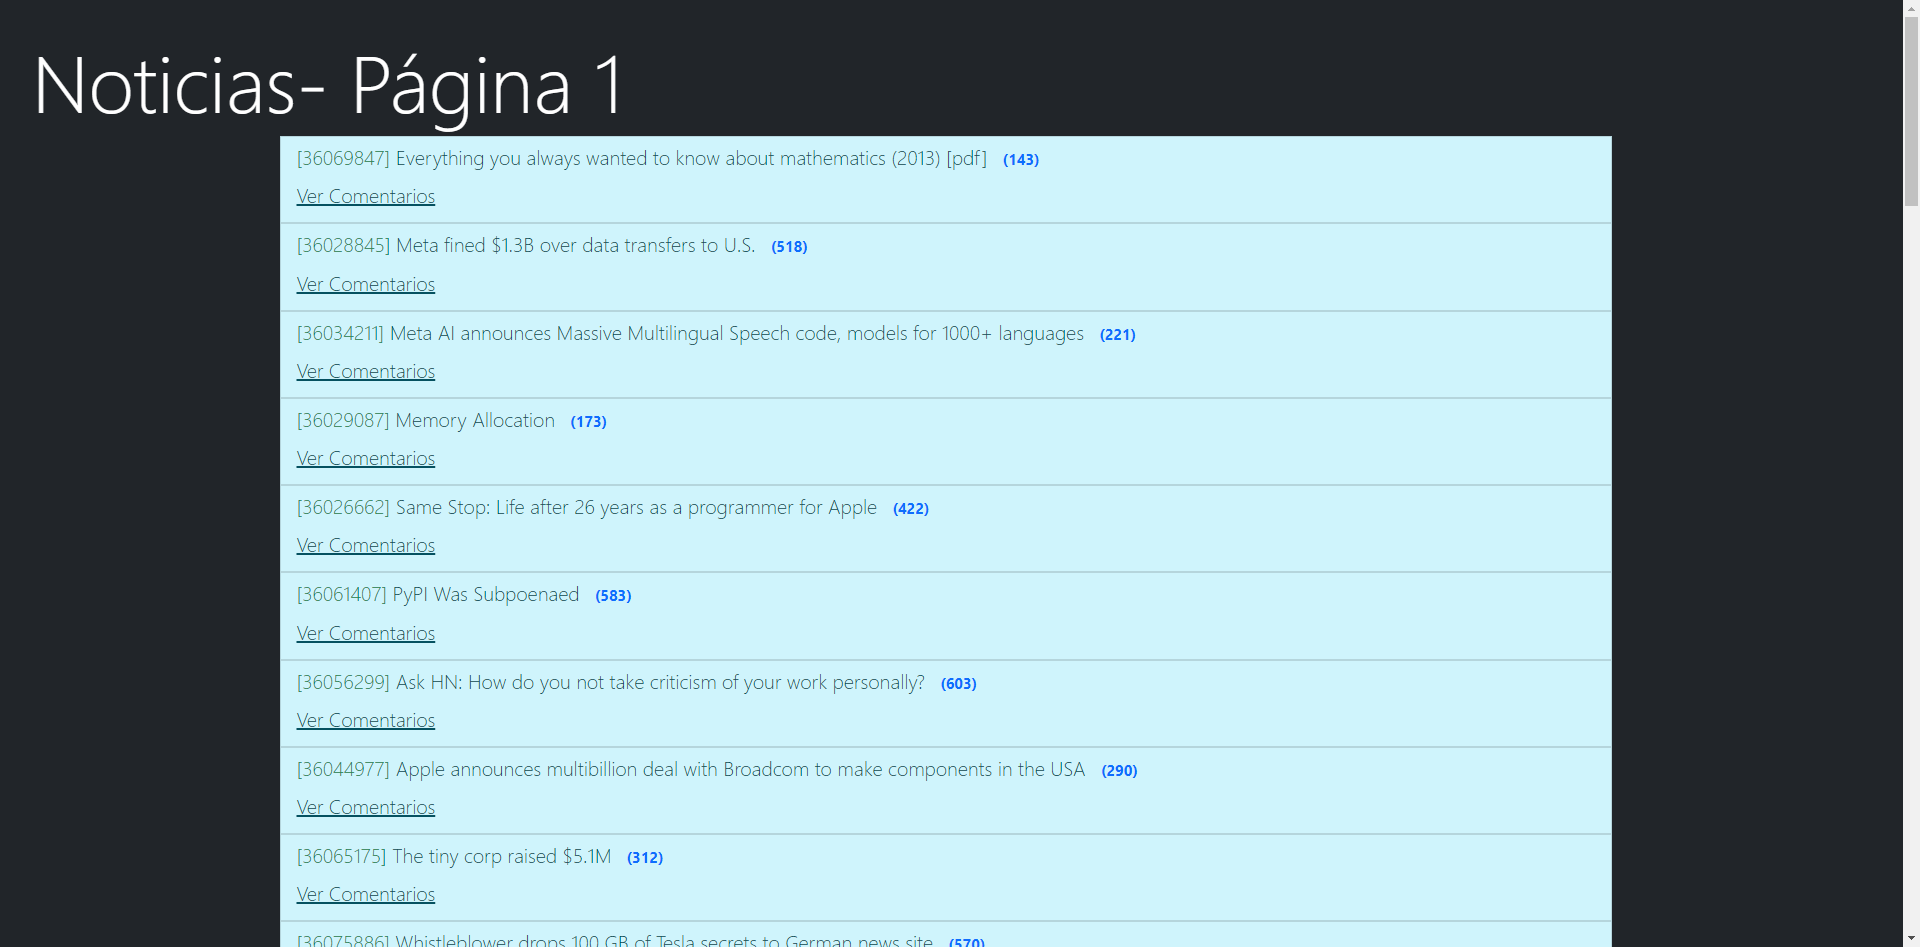 Noticias- Página 1
[36069847] Everything you always wanted to know about mathematics (2013) [pdf] (143)
Ver Comentarios
[36028845] Meta fined $1.3B over data transfers to U.S. (518)
Ver Comentarios
[36034211] Meta AI announces Massive Multilingual Speech code, models for 1000+ languages (221)
Ver Comentarios
[36029087] Memory Allocation (173)
Ver Comentarios
[36026662] Same Stop: Life after 26 years as a programmer for Apple (422)
Ver Comentarios
[36061407] PyPI Was Subpoenaed (583)
Ver Comentarios
[36056299] Ask HN: How do you not take criticism of your work personally? (603)
Ver Comentarios
[36044977] Apple announces multibillion deal with Broadcom to make components in the USA (290)
Ver Comentarios
[36065175] The tiny corp raised $5.1M (312)
Ver Comentarios
[36075886] Whistleblower drops 100 GB of Tesla secrets to German news site (570)